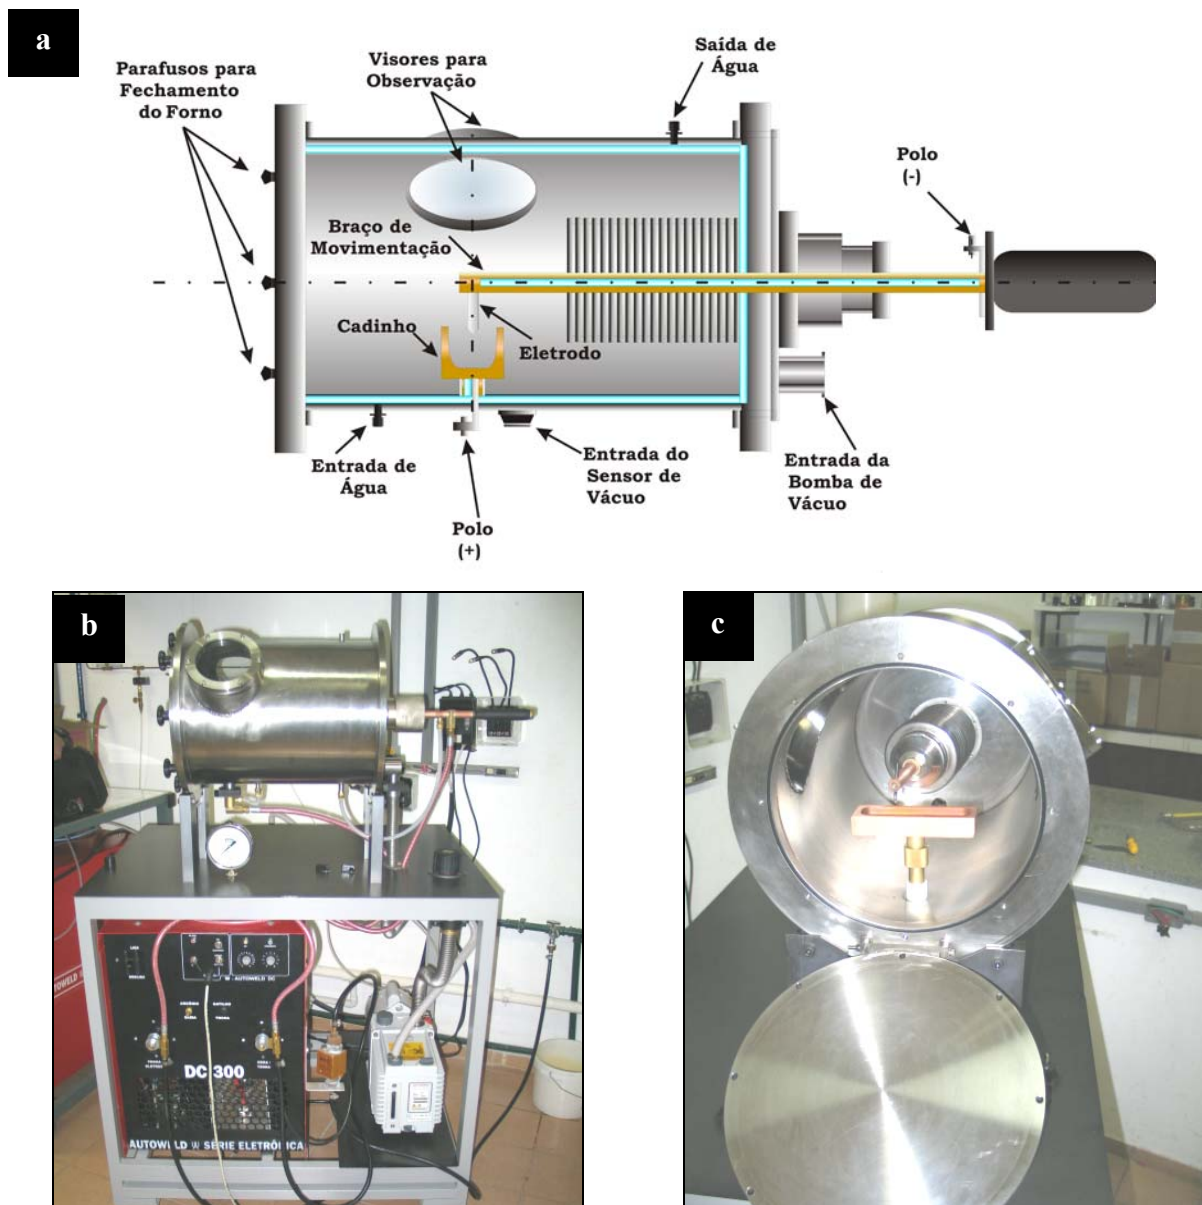 a
Parafusos para
Fechamento
do Forno
Visores para
Observação
Saída de
Água
Polo
(-)
Braço de
Movimentação
Cadinho
Eletrodo
Entrada de
Água
Polo
(+)
Entrada do
Sensor de
Vácuo
Entrada da
Bomba de
Vácuo
b
DC 300
AUTOWELD W SÉRIE ELETRÔNICA
c